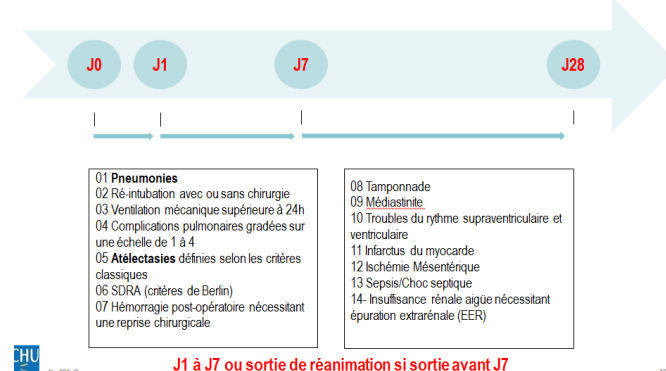 J0
J1
J7
J28
01 Pneumonies
02 Ré-intubation avec ou sans chirurgie
03 Ventilation mécanique supérieure à 24h
04 Complications pulmonaires gradées sur
une échelle de 1 à 4
05 Atélectasies définies selon les critères
classiques
06 SDRA (critères de Berlin)
07 Hémorragie post-opératoire nécessitant
une reprise chirurgicale
08 Tamponnade
09 Médiastinite
10 Troubles du rythme supraventriculaire et
ventriculaire
11 Infarctus du myocarde
12 Ischémie Mésentérique
13 Sepsis/Choc septique
14- Insuffisance rénale aigüe nécessitant
épuration extrarénale (EER)
CHU
J1 à J7 ou sortie de réanimation si sortie avant J7